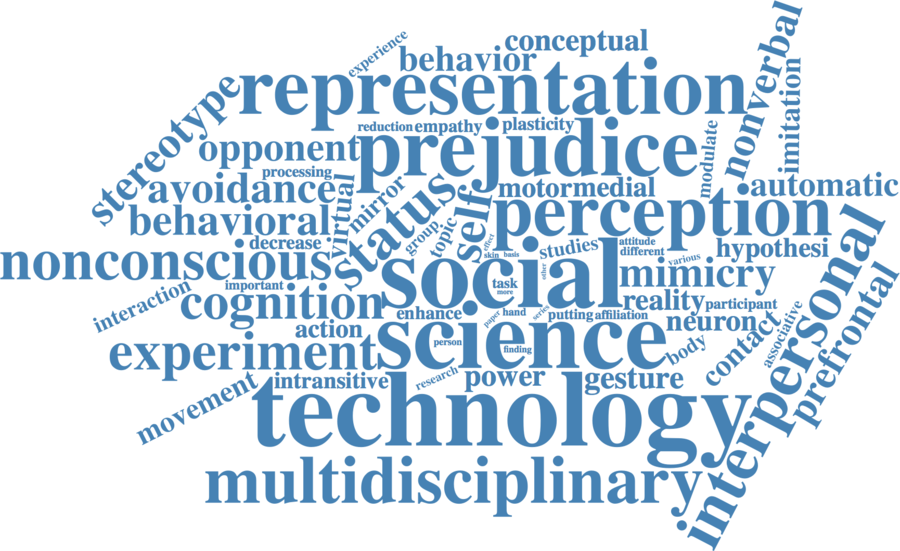 experience
behavior
conceptual
nonverbal
representation
imitation
stereotype
reduction
empathy
plasticity
opponent
prejudice
modulate
processing
avoidance
virtual
mirror
status
motormedial
automatic
behavioral
group
topic
self
perception
decrease
effect
skin
basis
studies
attitude
different
hypothesi
nonconscious
social
other
various
mimicry
interpersonal
interaction
important
cognition
task
more
reality
participant
prefrontal
enhance
paper
hand
series
putting
affiliation
neuron
contact
associative
action
science
experiment
person
finding
body
movement
intransitive
research
power
gesture
technology
multidisciplinary